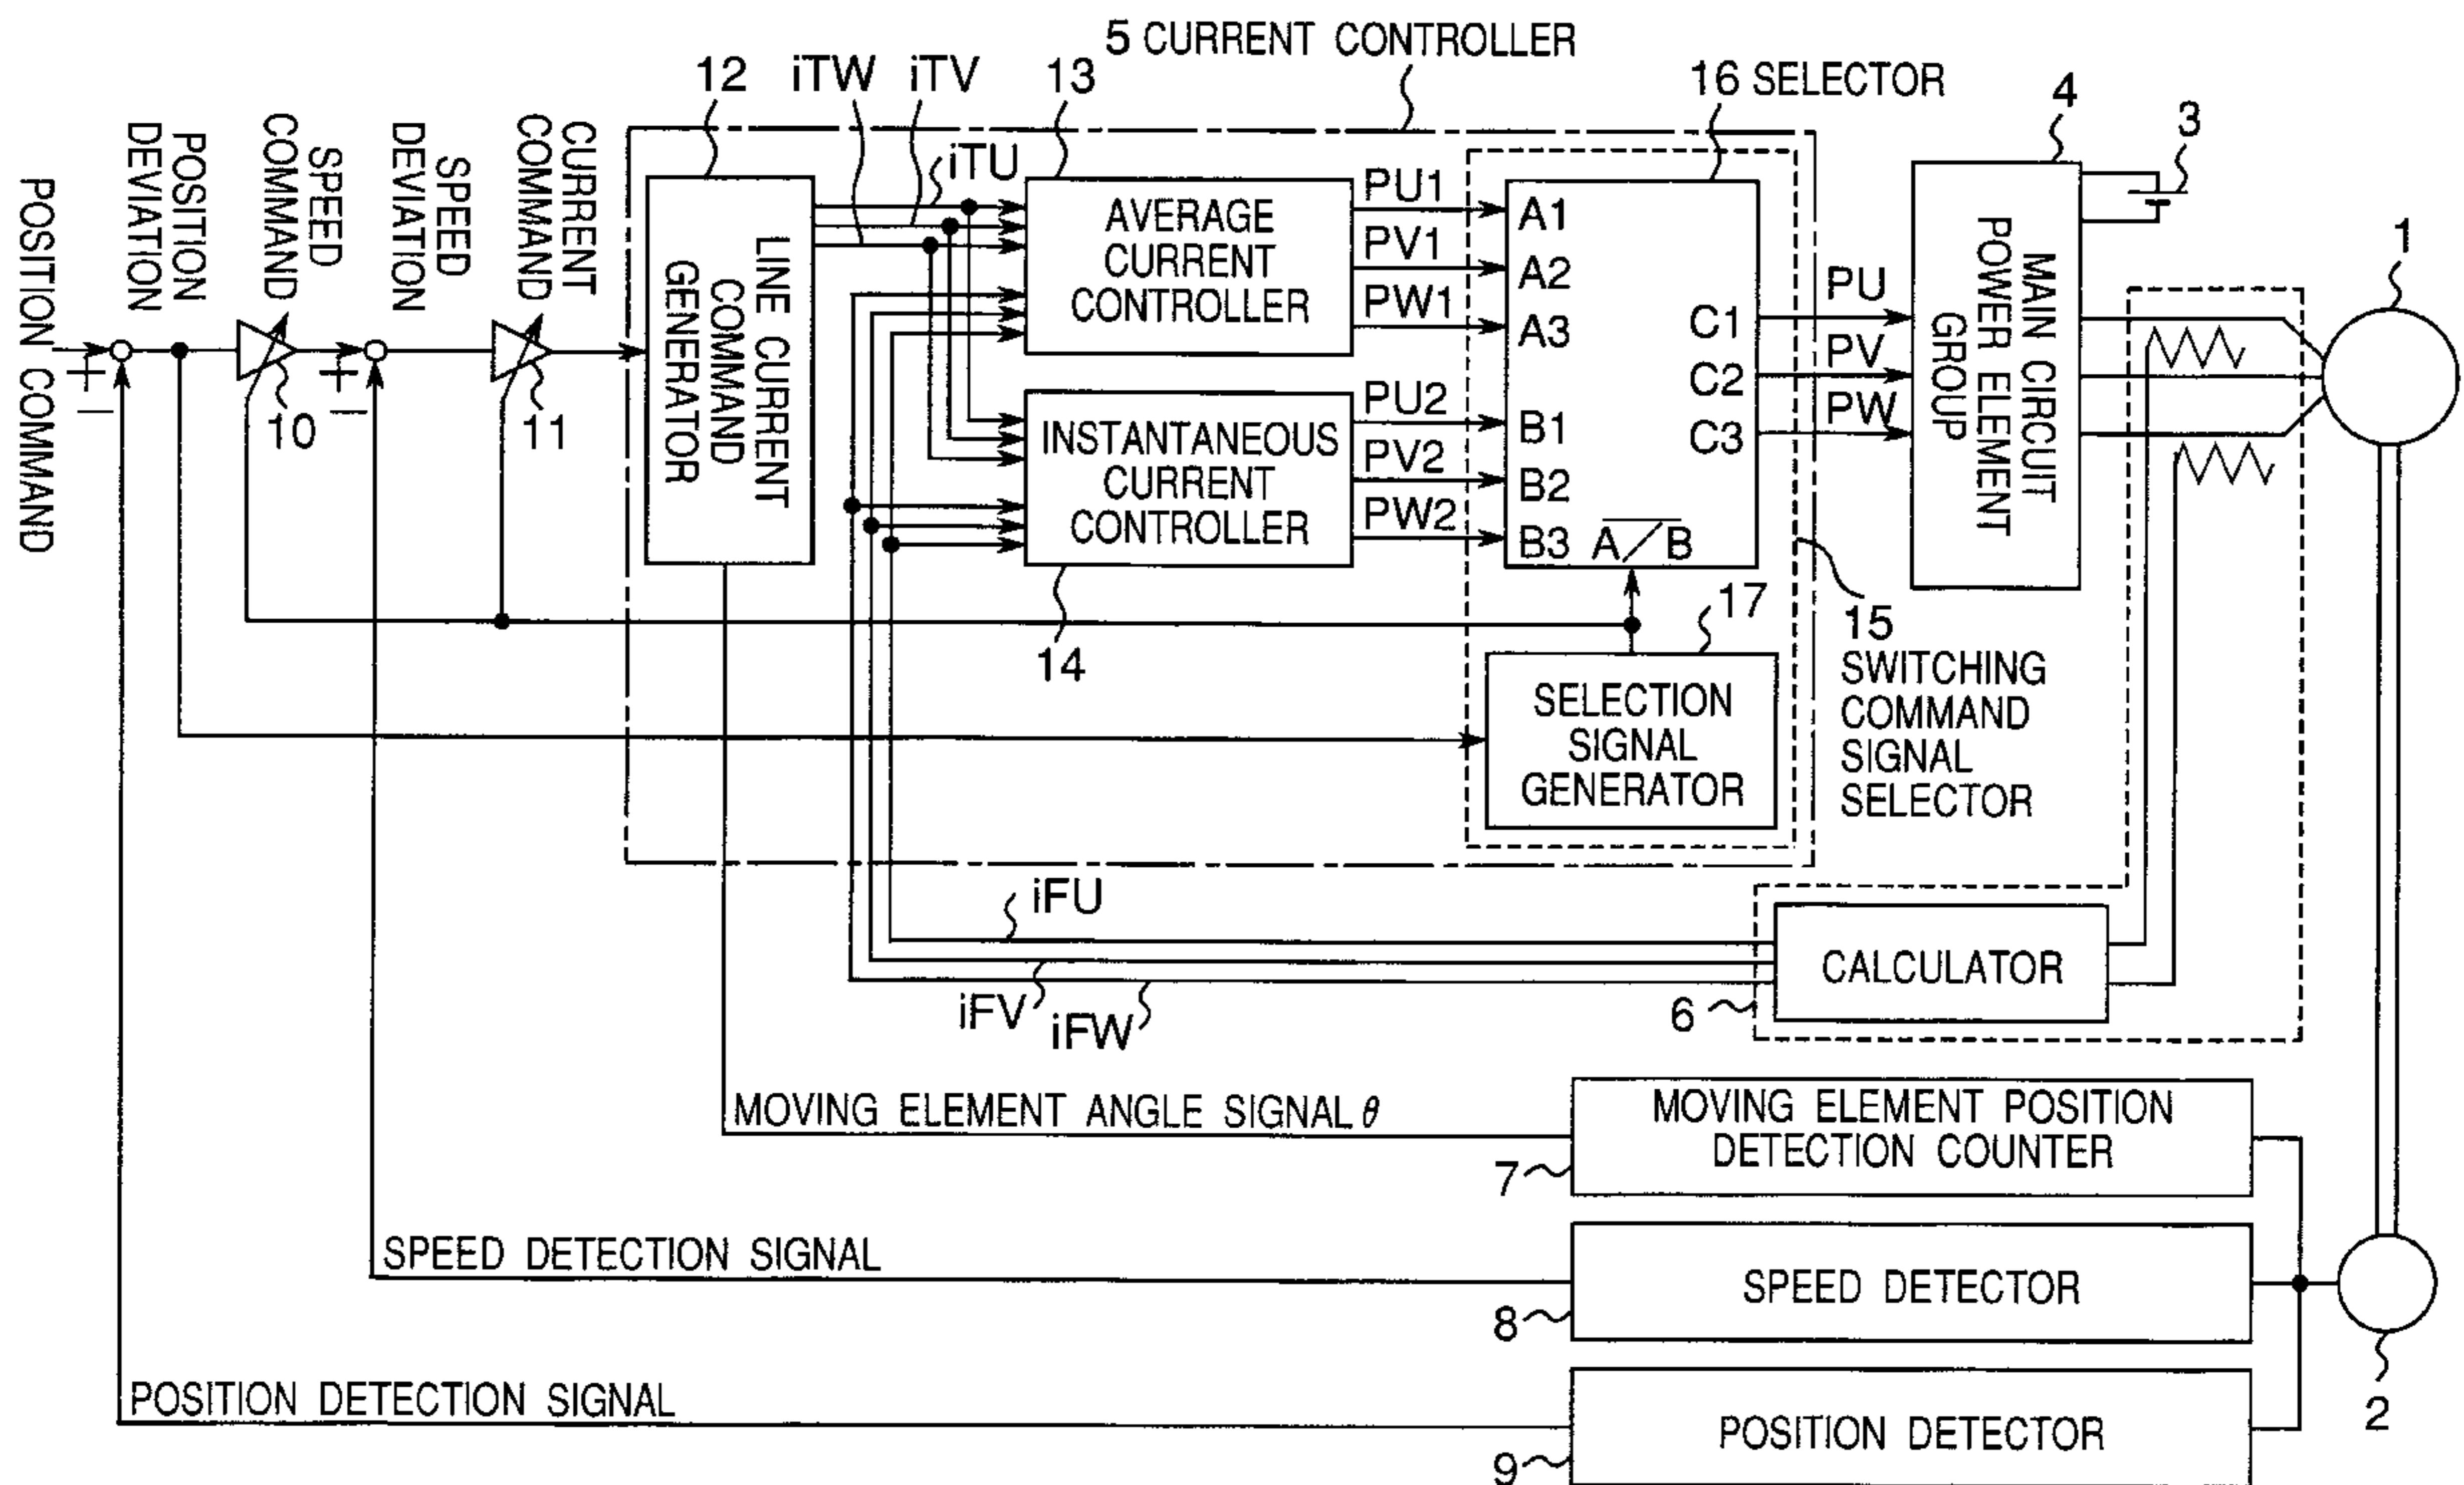 5 CURRENT CONTROLLER
12
iTW
iTV
13
16 SELECTOR
4
3
1
iTU
POSITION COMMAND
POSITION
DEVIATION
SPEED
COMMAND
SPEED
DEVIATION
CURRENT
COMMAND
+
−
10
+
−
11
LINE CURRENT
COMMAND
GENERATOR
AVERAGE
CURRENT
CONTROLLER
PU1
PV1
PW1
A1
A2
A3
INSTANTANEOUS
CURRENT
CONTROLLER
14
PU2
PV2
PW2
B1
B2
B3
A/B
C1
C2
C3
PU
PV
PW
MAIN CIRCUIT
POWER ELEMENT
GROUP
17
SELECTION
SIGNAL
GENERATOR
15
SWITCHING
COMMAND
SIGNAL
SELECTOR
iFU
iFV
iFW
CALCULATOR
6
MOVING ELEMENT ANGLE SIGNAL θ
MOVING ELEMENT POSITION
DETECTION COUNTER
7
SPEED DETECTION SIGNAL
SPEED DETECTOR
8
2
POSITION DETECTION SIGNAL
POSITION DETECTOR
9